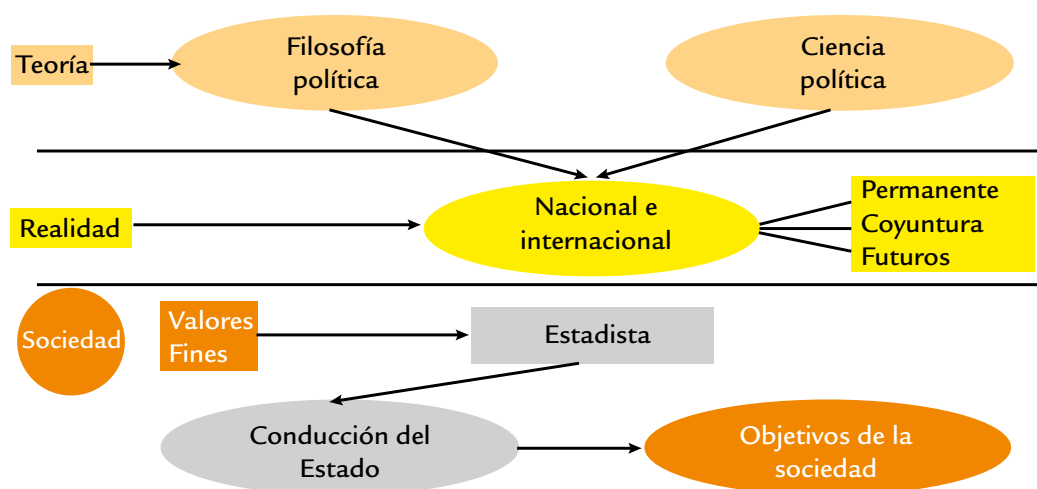 Teoría
Filosofía
política
Ciencia
política
Realidad
Nacional e
internacional
Permanente
Coyuntura
Futuros
Sociedad
Valores
Fines
Estadista
Conducción del
Estado
Objetivos de la
sociedad